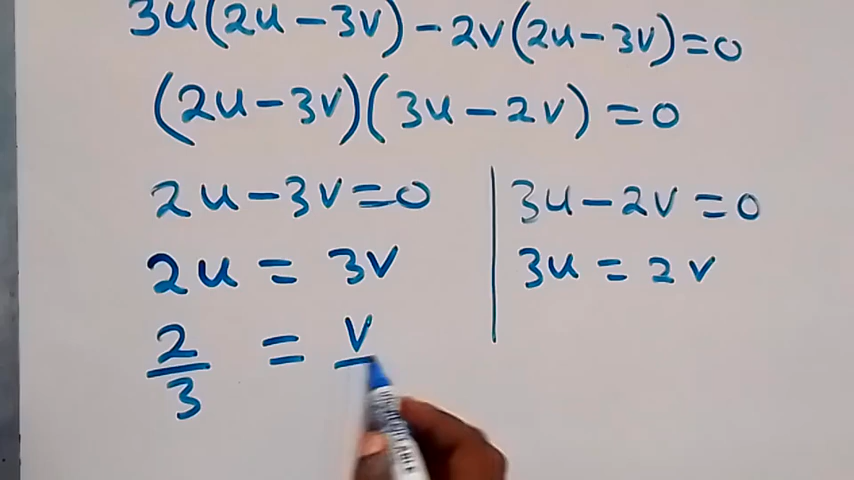 3u(2u-3v)-2v(2u-3v)=0
(2u-3v)(3u-2v)=0
2u-3v=0
2u=3v
2/3=v/
3u-2v=0
3u=2v